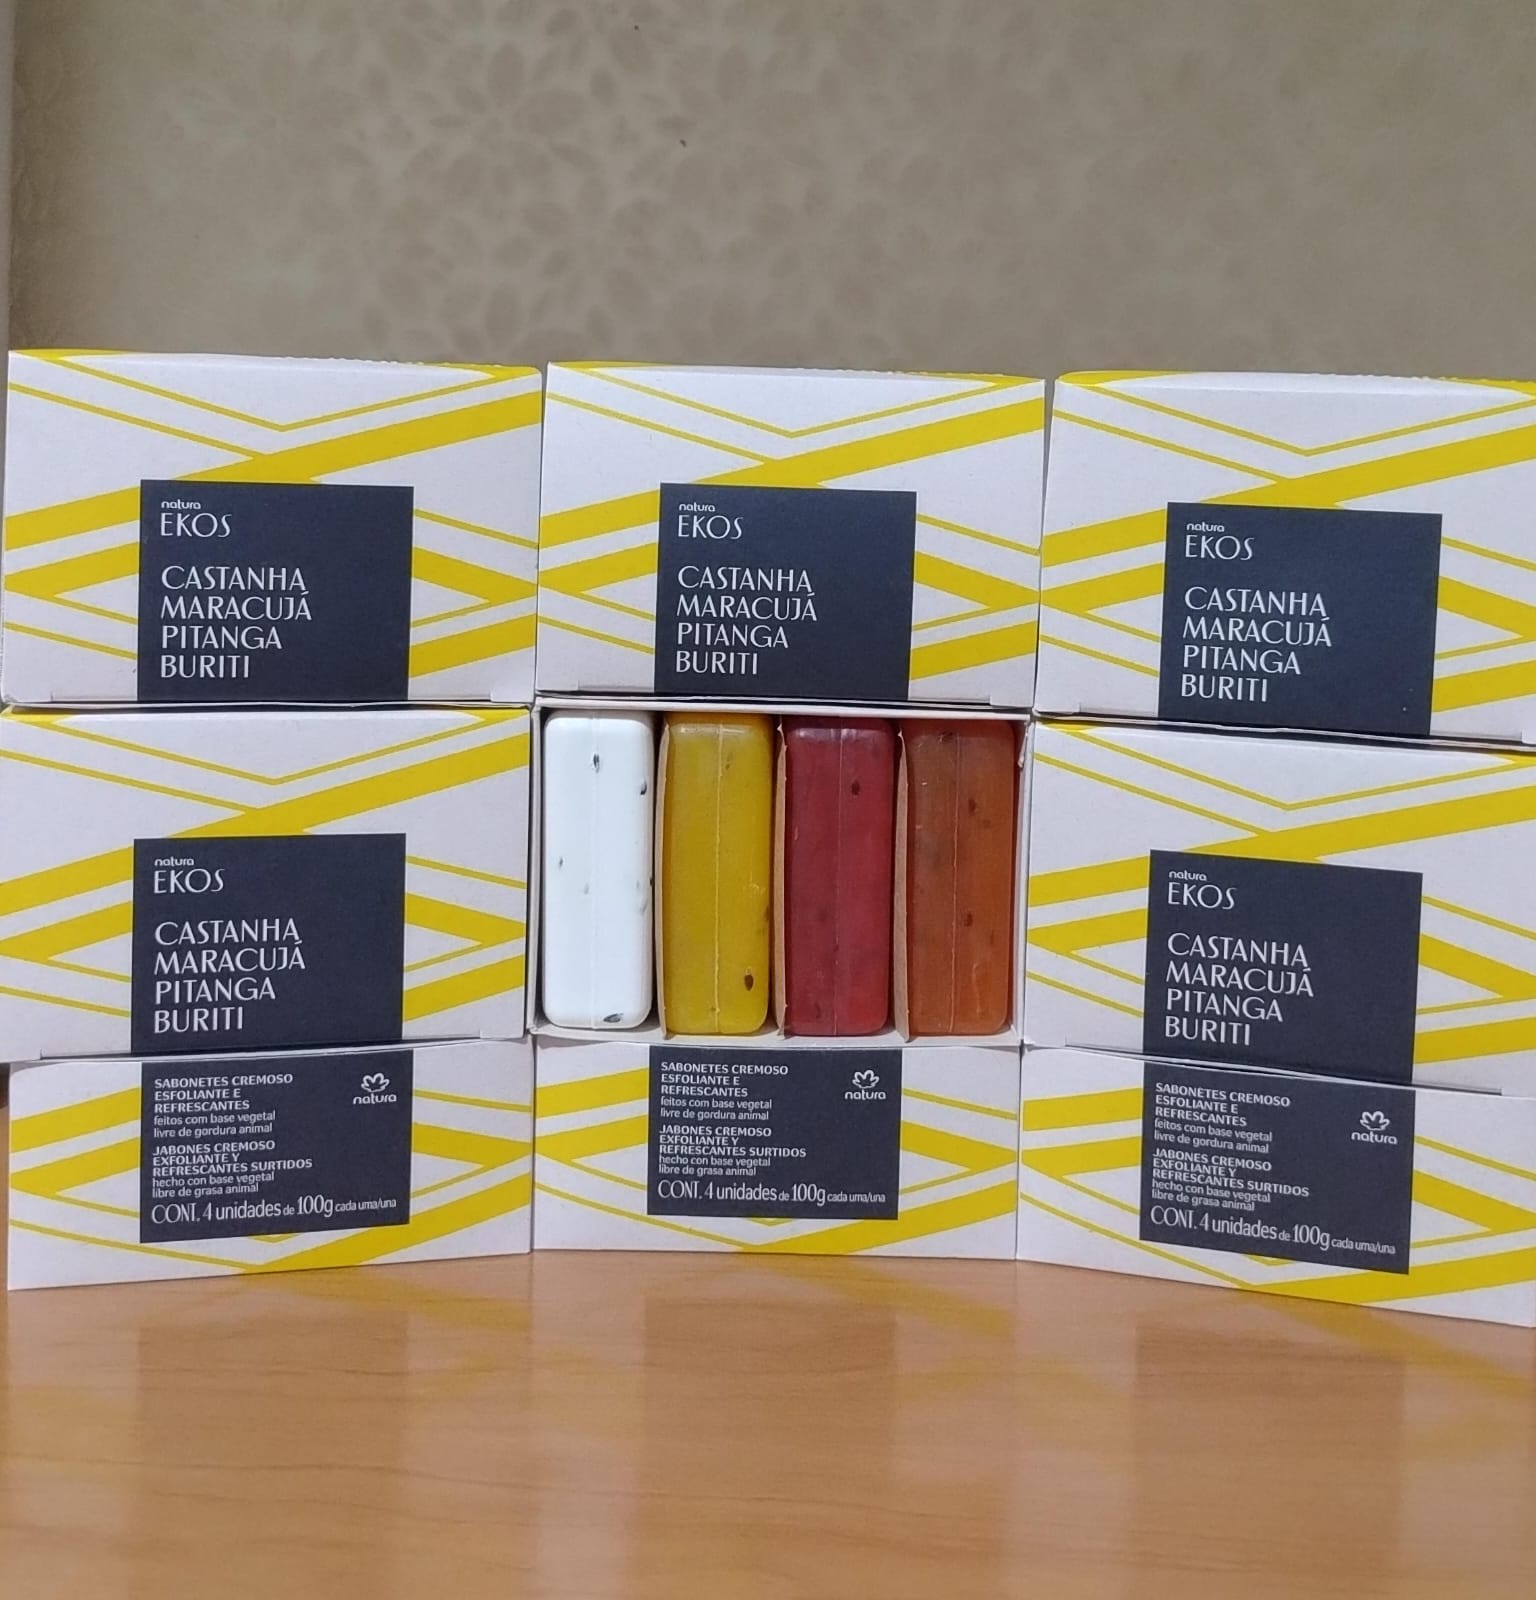 natura
EKOS
CASTANHA
MARACUJÁ
PITANGA
BURITI
natura
EKOS
CASTANHA
MARACUJÁ
PITANGA
BURITI
natura
EKOS
CASTANHA
MARACUJÁ
PITANGA
BURITI
natura
EKOS
CASTANHA
MARACUJÁ
PITANGA
BURITI
natura
EKOS
CASTANHA
MARACUJÁ
PITANGA
BURITI
SABONETES CREMOSO
ESFOLIANTE E
REFRESCANTES
feitos com base vegetal
livre de gordura animal
JABONES CREMOSO
EXFOLIANTE Y
REFRESCANTES SURTIDOS
hecho con base vegetal
libre de grasa animal
CONT. 4 unidades de 100g cada uma/una
natura
SABONETES CREMOSO
ESFOLIANTE E
REFRESCANTES
feitos com base vegetal
livre de gordura animal
JABONES CREMOSO
EXFOLIANTE Y
REFRESCANTES SURTIDOS
hecho con base vegetal
libre de grasa animal
CONT. 4 unidades de 100g cada uma/una
natura
SABONETES CREMOSO
ESFOLIANTE E
REFRESCANTES
feitos com base vegetal
livre de gordura animal
JABONES CREMOSO
EXFOLIANTE Y
REFRESCANTES SURTIDOS
hecho con base vegetal
libre de grasa animal
CONT. 4 unidades de 100g cada uma/una
natura